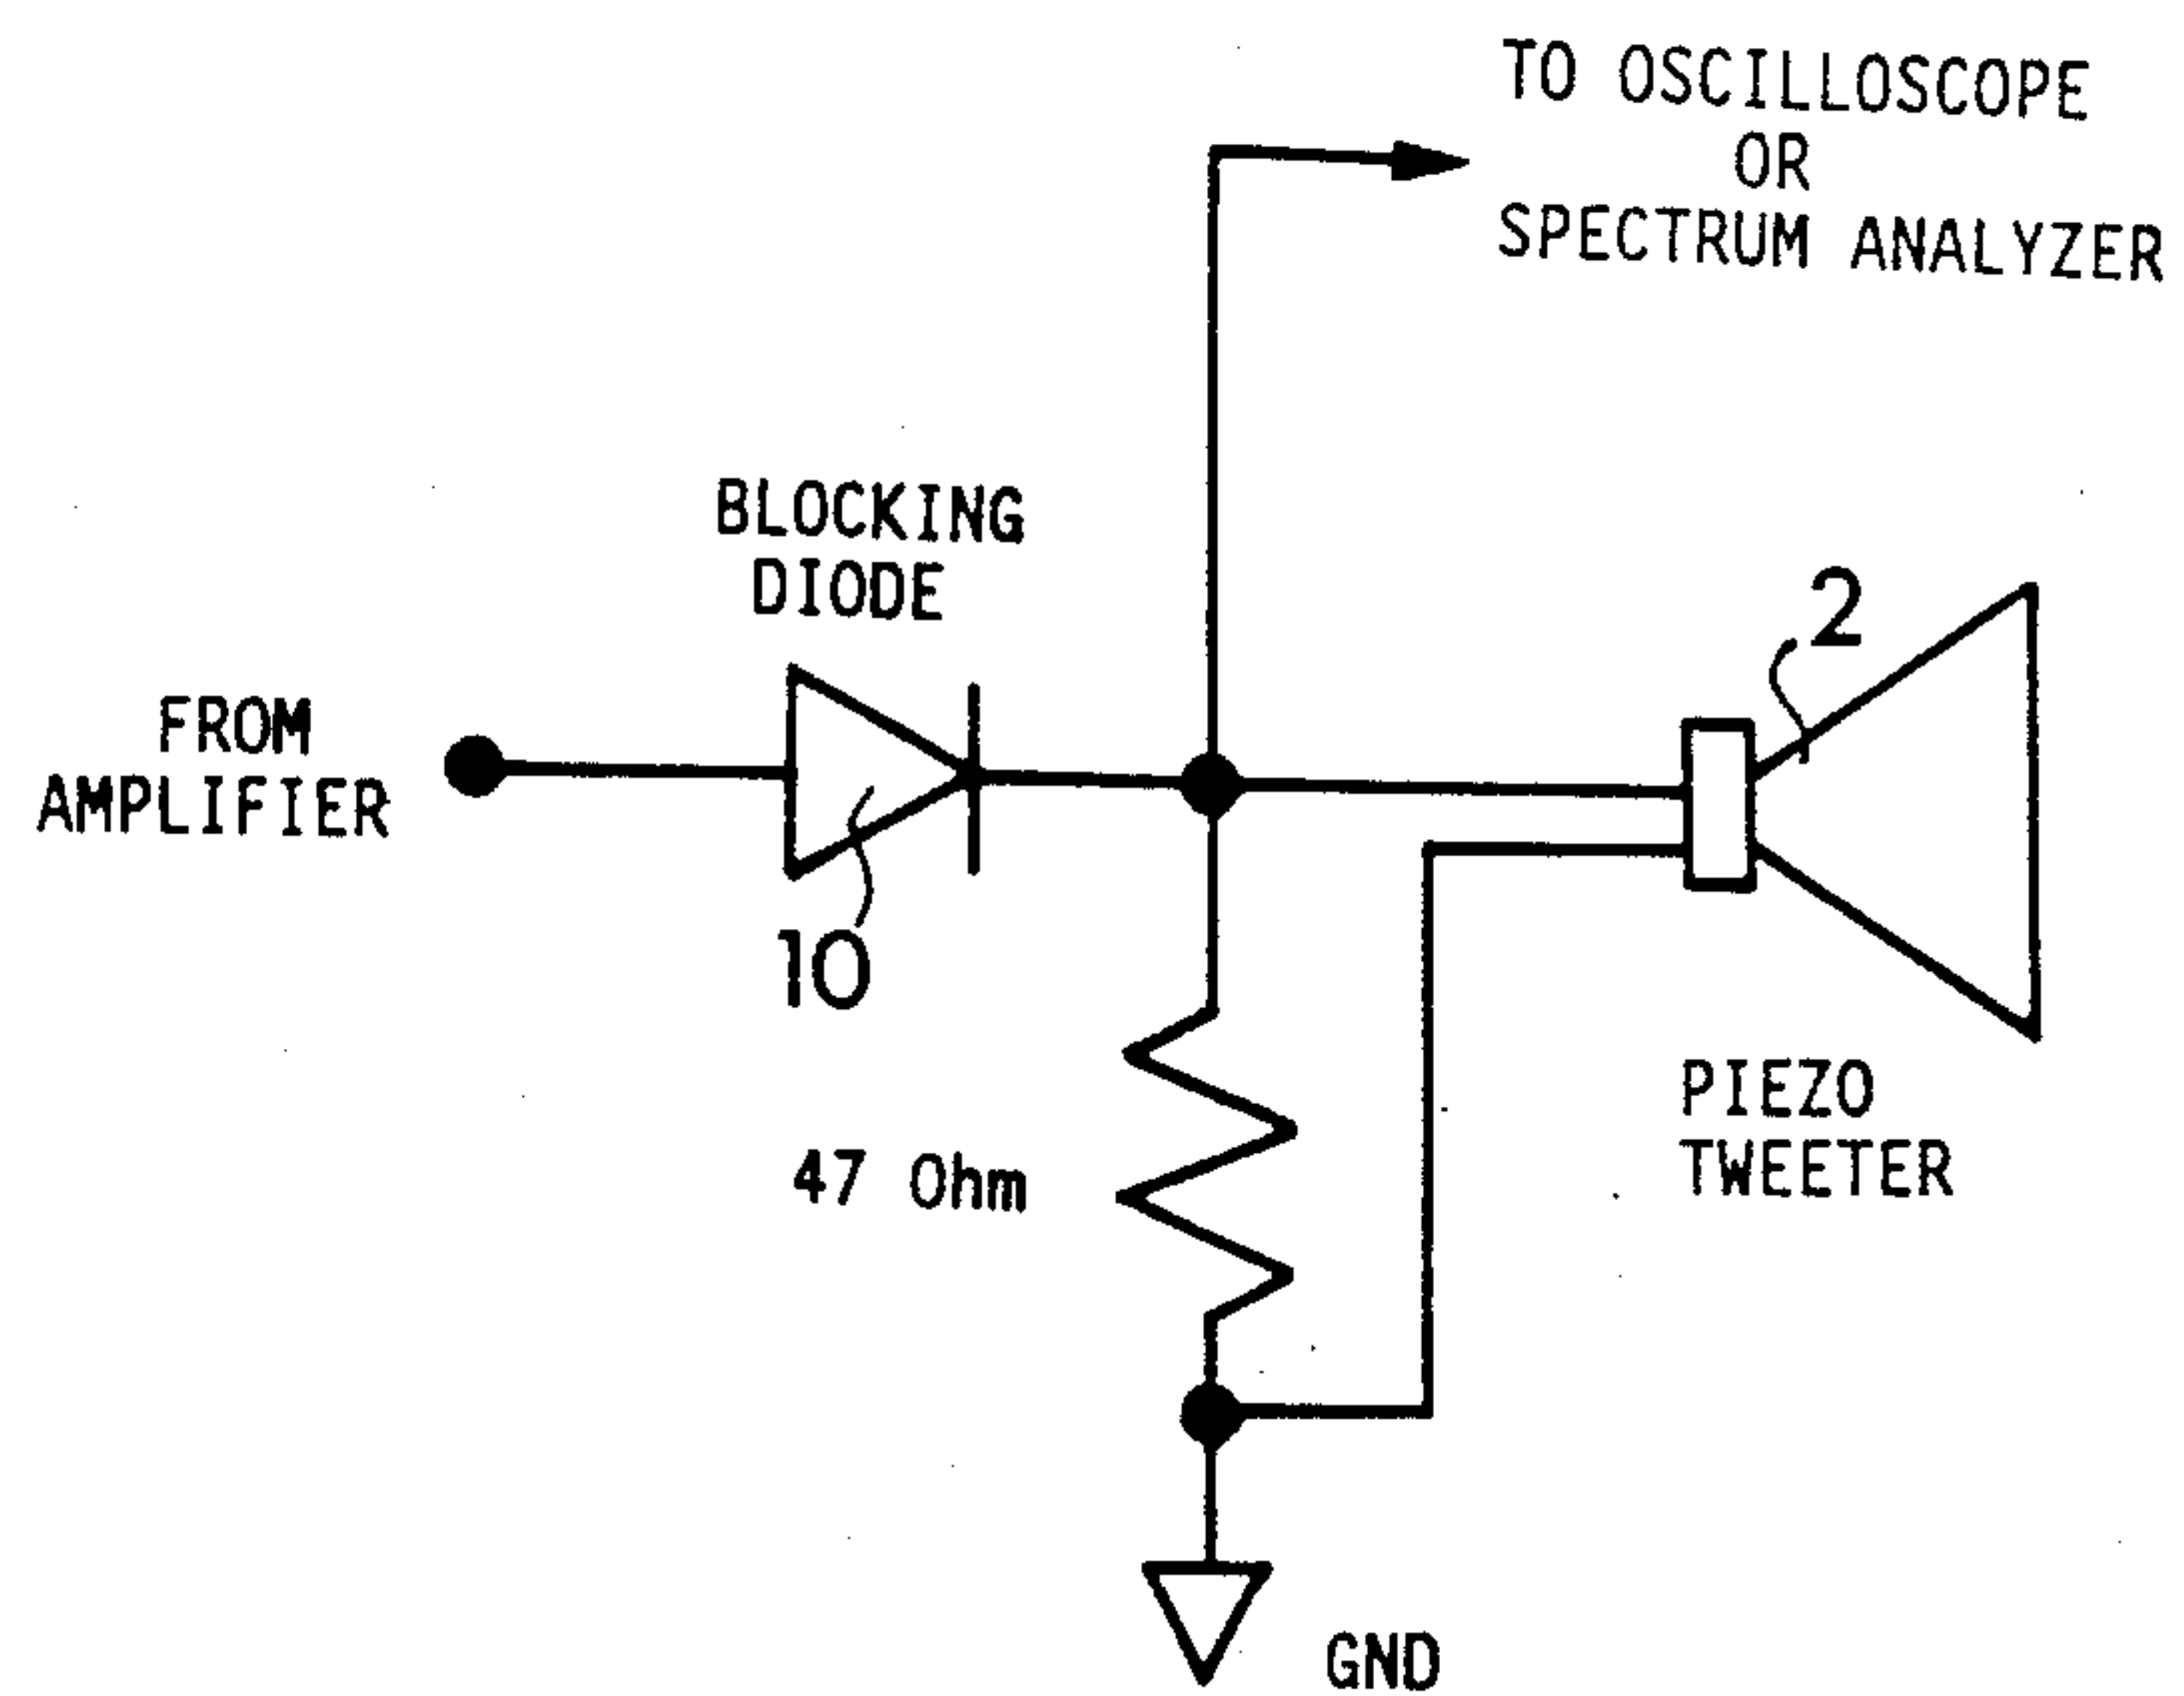 TO OSCILLOSCOPE
OR
SPECTRUM ANALYZER
BLOCKING
DIODE
2
FROM
AMPLIFIER
10
PIEZO
TWEETER
47 Ohm
GND